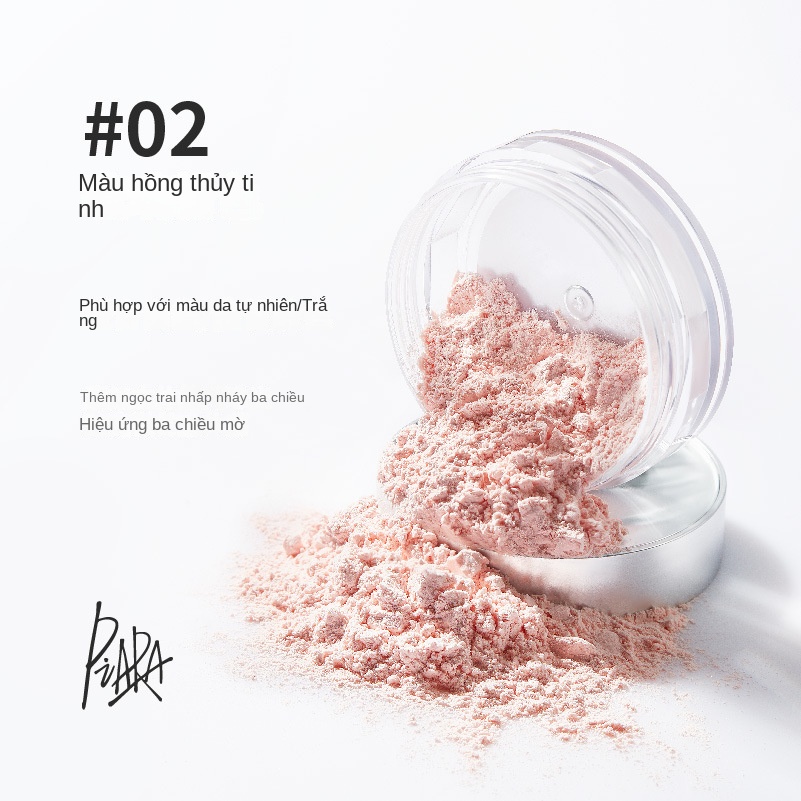 #02
Màu hồng thủy ti
nh
Phù hợp với màu da tự nhiên/Trắ
ng
Thêm ngọc trai nhấp nháy ba chiều
Hiệu ứng ba chiều mờ
PiARA